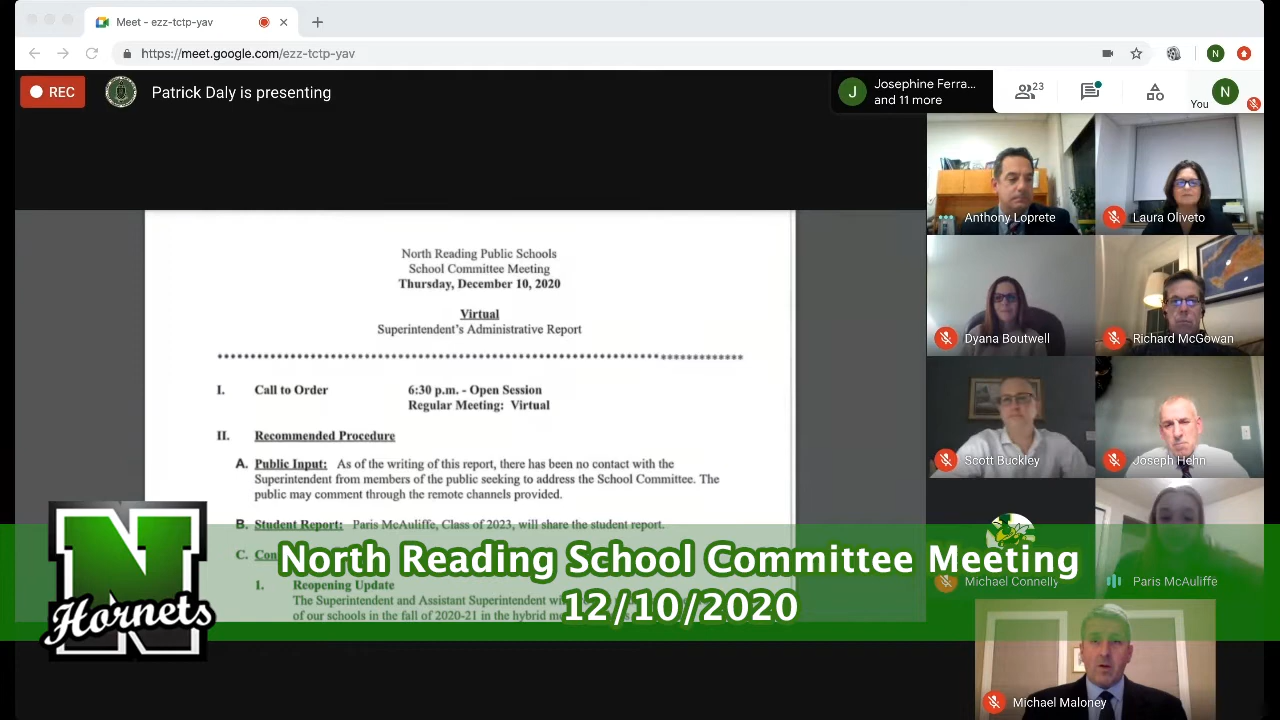 Meet - ezz-tctp-yav
https://meet.google.com/ezz-tctp-yav
N
REC
Patrick Daly is presenting
J
Josephine Ferra...
and 11 more
23
You
N
Anthony Loprete
Laura Oliveto
Dyana Boutwell
Richard McGowan
Scott Buckley
Joseph Hehn
Michael Connelly
Paris McAuliffe
Michael Maloney
North Reading Public Schools
School Committee Meeting
Thursday, December 10, 2020
Virtual
Superintendent's Administrative Report
I. Call to Order 6:30 p.m. - Open Session
Regular Meeting: Virtual
II. Recommended Procedure
A. Public Input: As of the writing of this report, there has been no contact with the
Superintendent from members of the public seeking to address the School Committee. The
public may comment through the remote channels provided.
B. Student Report: Paris McAuliffe, Class of 2023, will share the student report.
C. Con
1. Reopening Update
The Superintendent and Assistant Superintendent
of our schools in the fall of 2020-21 in the hybrid
N
Hornets
North Reading School Committee Meeting
12/10/2020